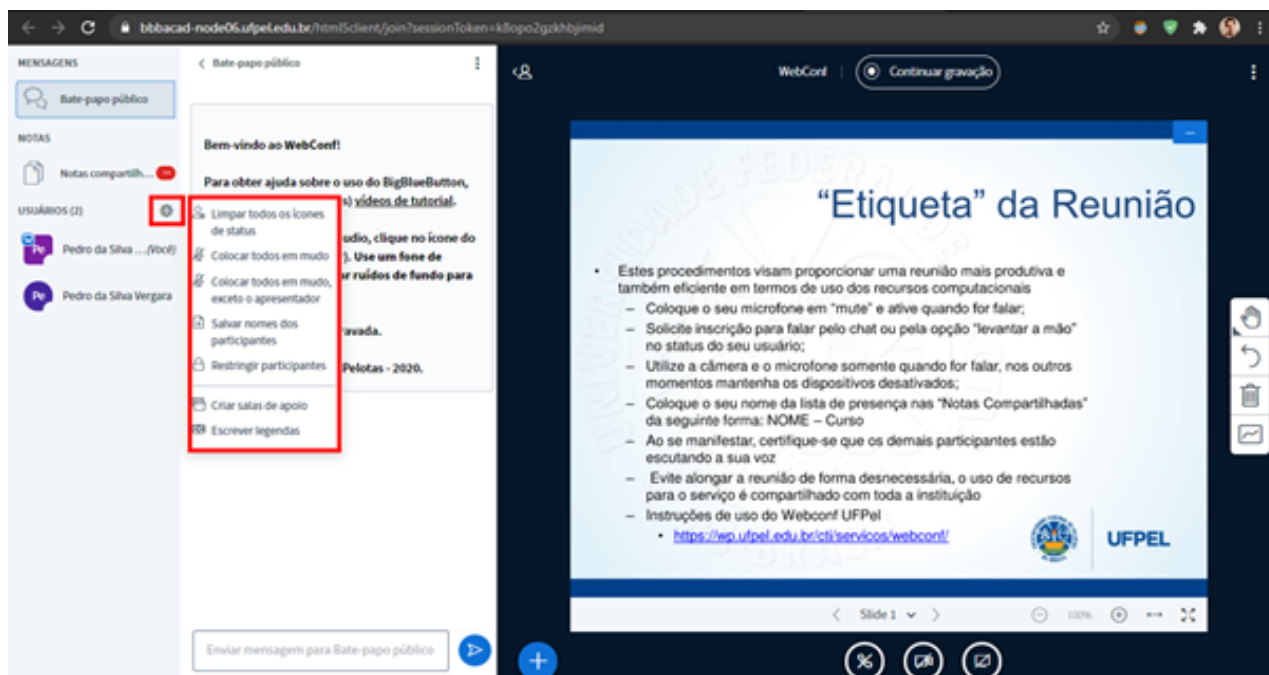 bbbacad-node06.ufpel.edu.br/html5client/join?sessionToken=k8opo2gzkhbjimid
MENSAGENS
Bate-papo público
NOTAS
Notas compartilh...
USUÁRIOS (2)
Pe
Pedro da Silva ... (Você)
Pe
Pedro da Silva Vergara
Bate-papo público
Bem-vindo ao WebConf!
Para obter ajuda sobre o uso do BigBlueButton,
s) vídeos de tutorial.
udio, clique no ícone do
). Use um fone de
ar ruídos de fundo para
ravada.
Pelotas - 2020.
Limpar todos os ícones
de status
Colocar todos em mudo
Colocar todos em mudo,
exceto o apresentador
Salvar nomes dos
participantes
Restringir participantes
Criar salas de apoio
Escrever legendas
Enviar mensagem para Bate-papo público
WebConf
Continuar gravação
“Etiqueta” da Reunião
• Estes procedimentos visam proporcionar uma reunião mais produtiva e
também eficiente em termos de uso dos recursos computacionais
– Coloque o seu microfone em “mute” e ative quando for falar;
– Solicite inscrição para falar pelo chat ou pela opção “levantar a mão”
no status do seu usuário;
– Utilize a câmera e o microfone somente quando for falar, nos outros
momentos mantenha os dispositivos desativados;
– Coloque o seu nome da lista de presença nas “Notas Compartilhadas”
da seguinte forma: NOME – Curso
– Ao se manifestar, certifique-se que os demais participantes estão
escutando a sua voz
– Evite alongar a reunião de forma desnecessária, o uso de recursos
para o serviço é compartilhado com toda a instituição
– Instruções de uso do Webconf UFPel
• https://wp.ufpel.edu.br/cti/servicos/webconf/
UFPEL
Slide 1
100%